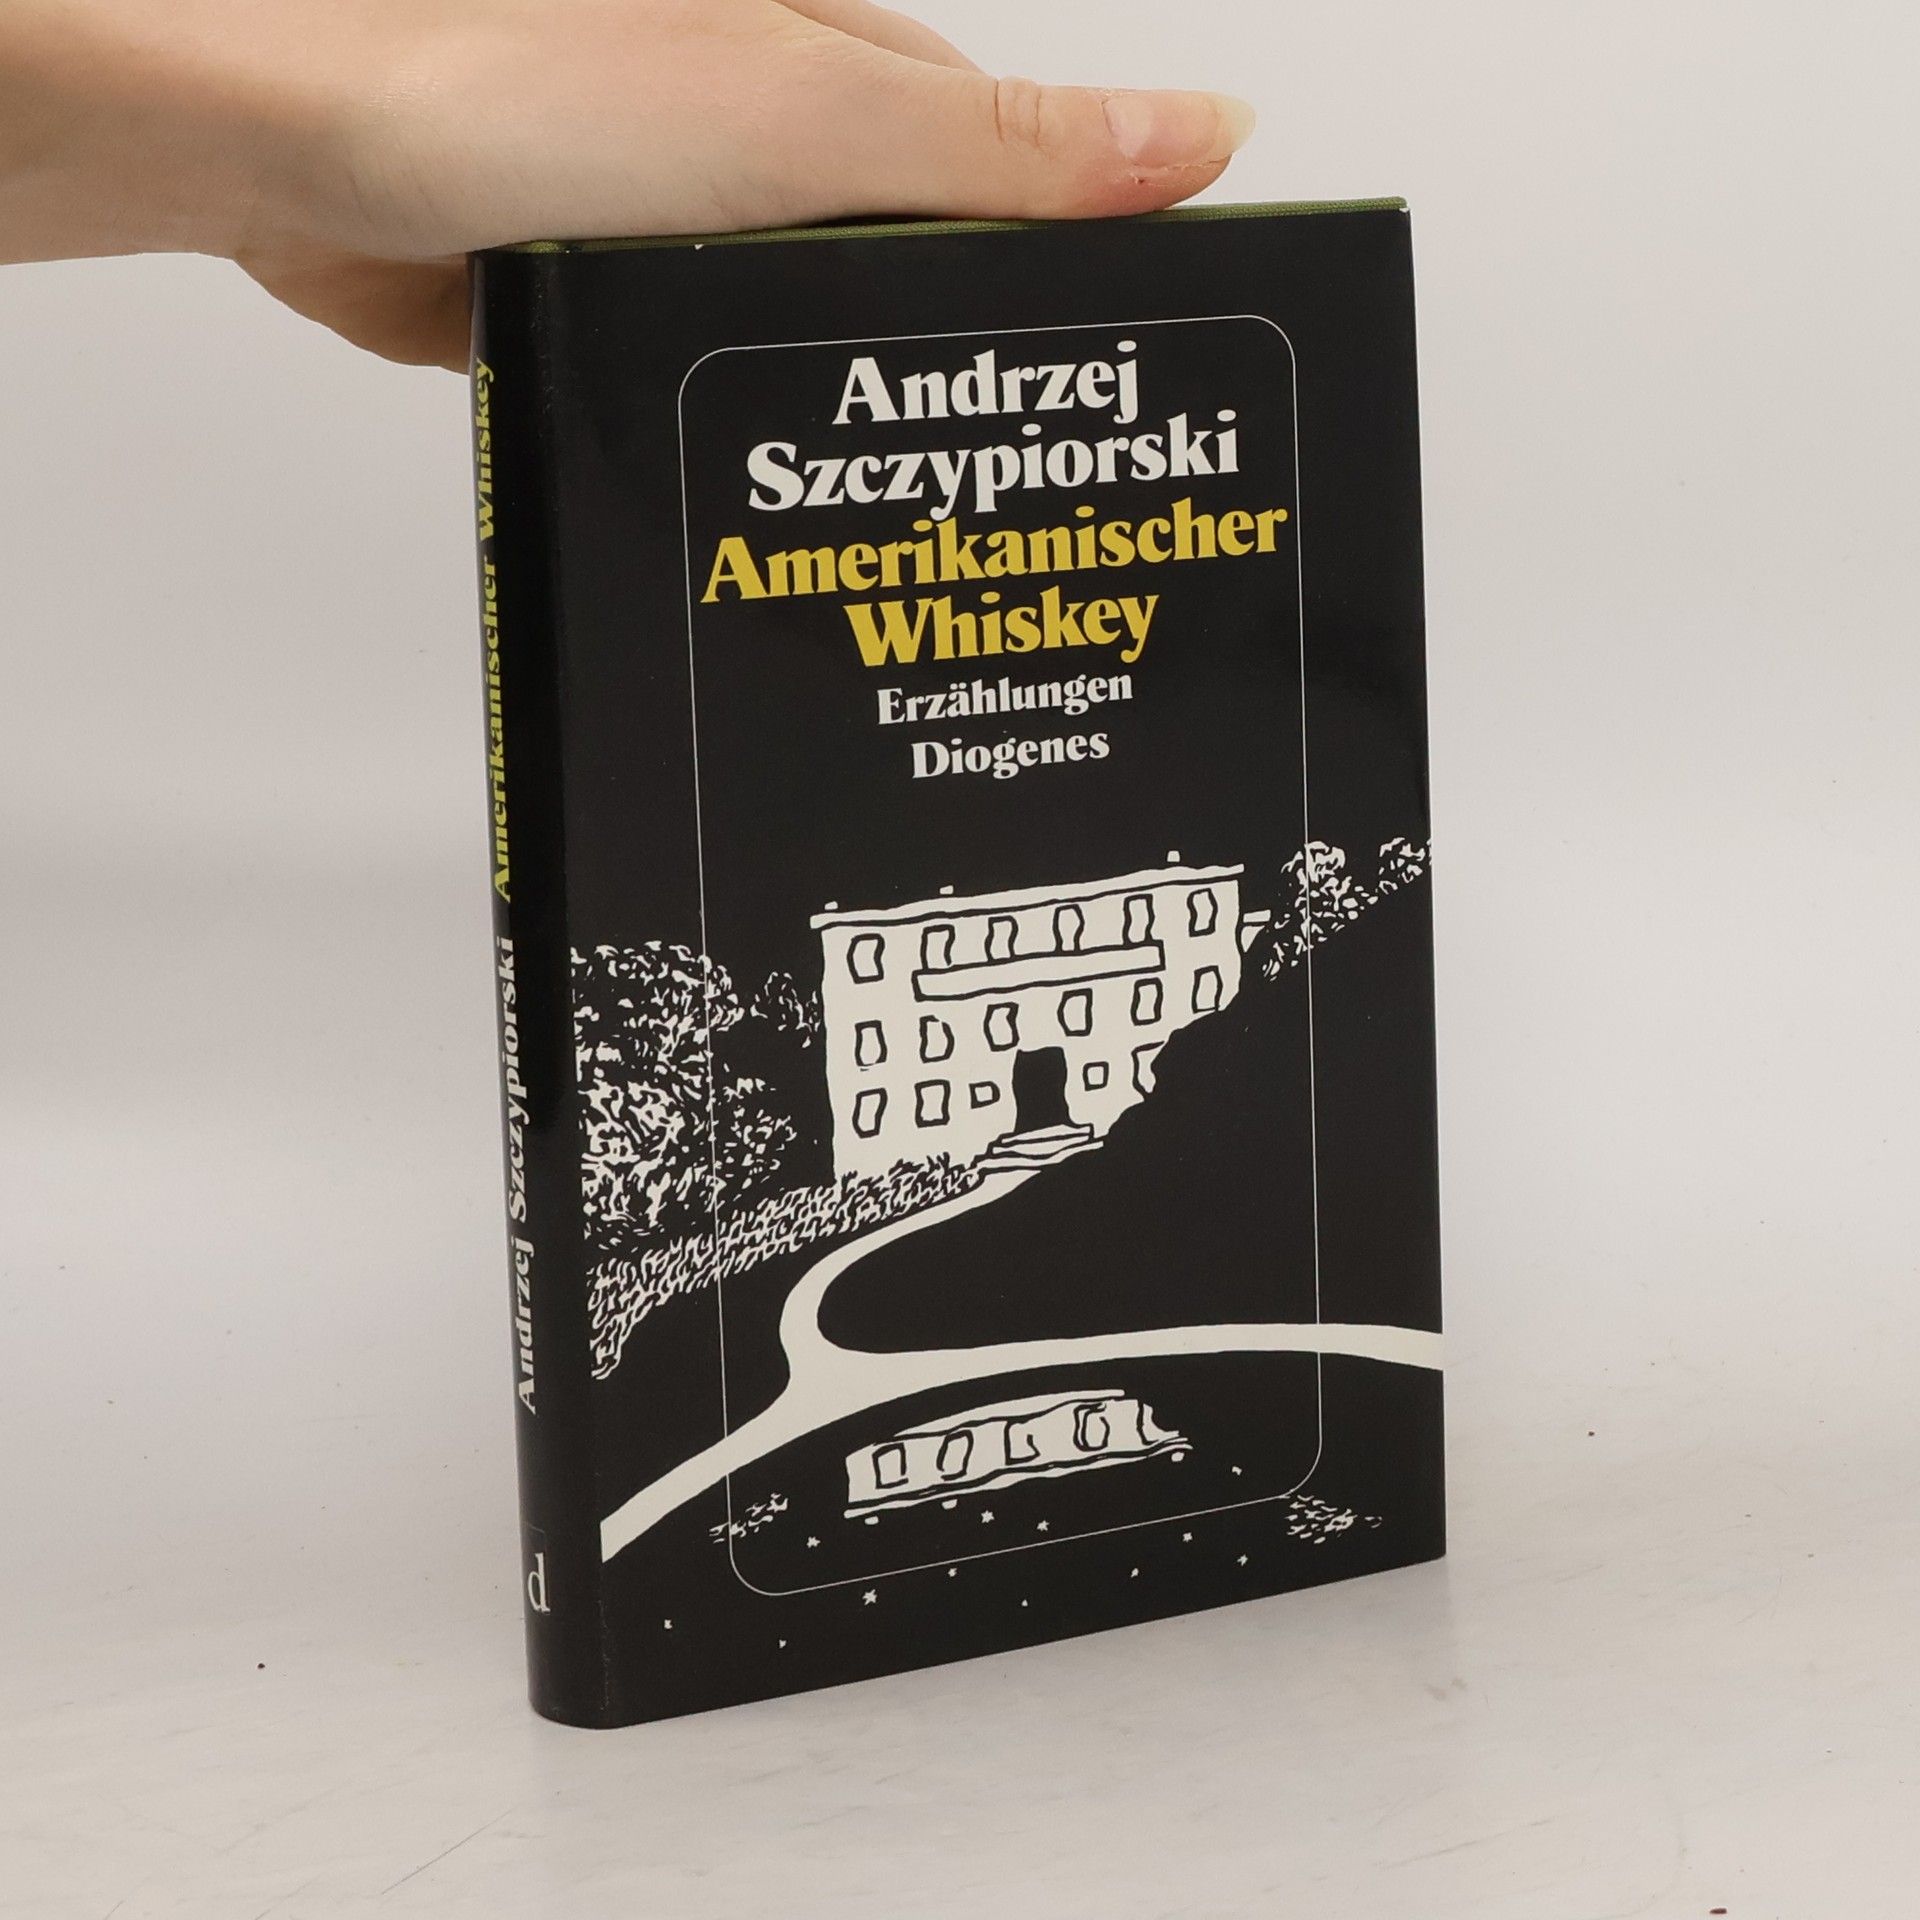 Andrzej
Szczypiorski
Amerikanischer
Whiskey
Erzählungen
Diogenes
Andrzej Szczypiorski Amerikanischer Whiskey
d